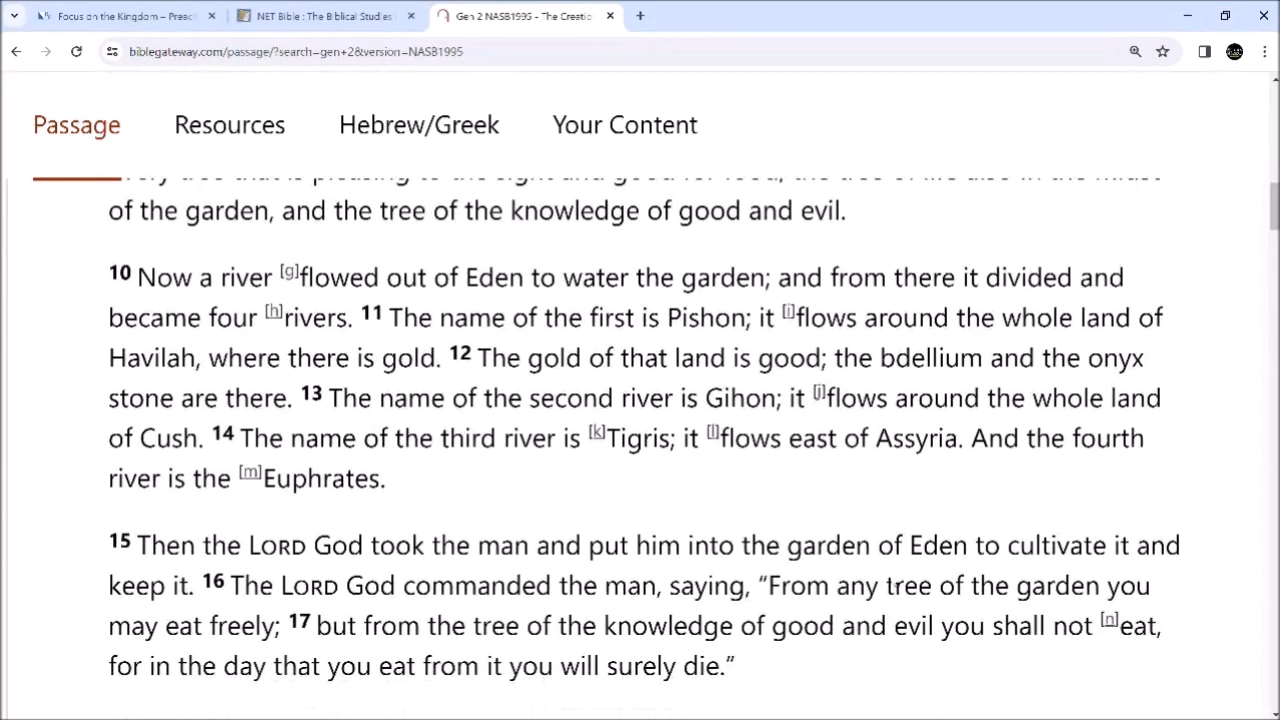 Focus on the Kingdom – Preach
NET Bible : The Biblical Studies
Gen 2 NASB1995 - The Creatio
biblegateway.com/passage/?search=gen+2&version=NASB1995
Passage Resources Hebrew/Greek Your Content
of the garden, and the tree of the knowledge of good and evil.
10 Now a river [g]flowed out of Eden to water the garden; and from there it divided and
became four [h]rivers. 11 The name of the first is Pishon; it [i]flows around the whole land of
Havilah, where there is gold. 12 The gold of that land is good; the bdellium and the onyx
stone are there. 13 The name of the second river is Gihon; it [j]flows around the whole land
of Cush. 14 The name of the third river is [k]Tigris; it [l]flows east of Assyria. And the fourth
river is the [m]Euphrates.
15 Then the LORD God took the man and put him into the garden of Eden to cultivate it and
keep it. 16 The LORD God commanded the man, saying, “From any tree of the garden you
may eat freely; 17 but from the tree of the knowledge of good and evil you shall not [n]eat,
for in the day that you eat from it you will surely die.”